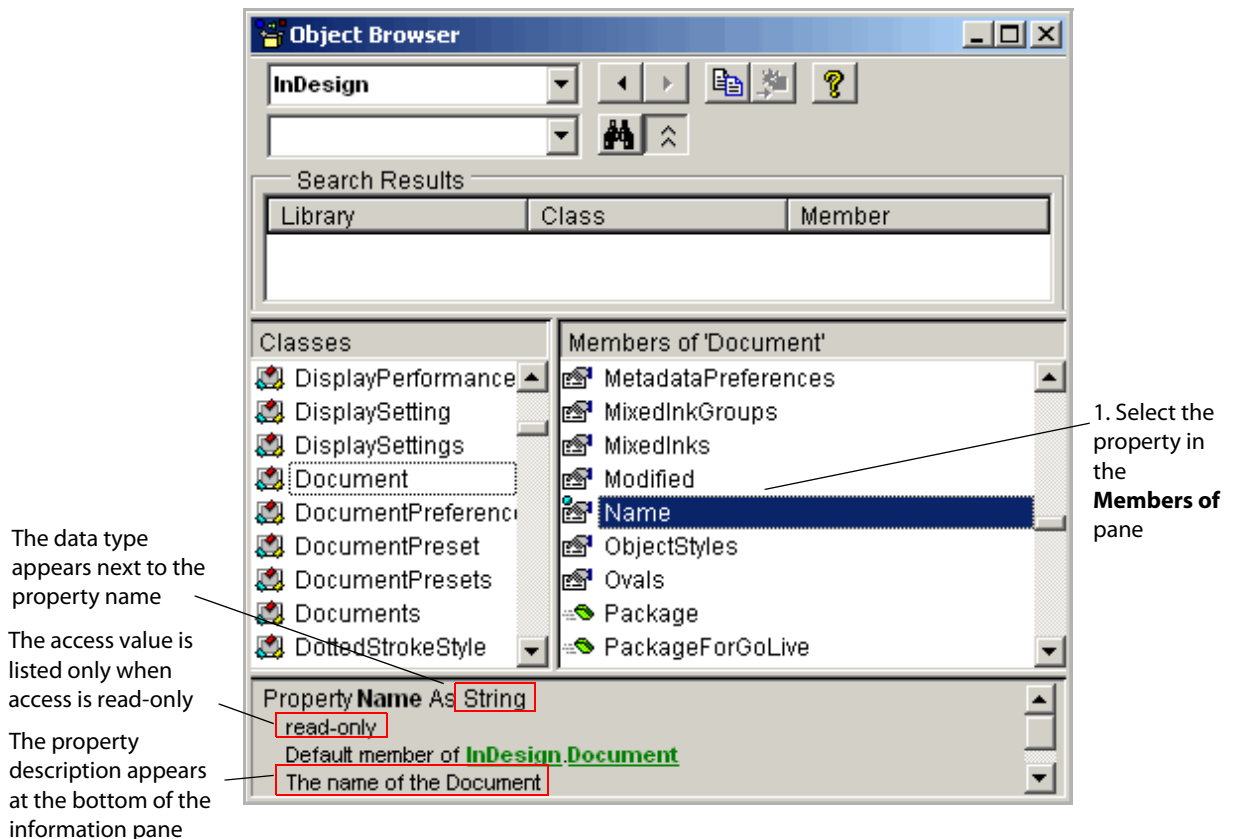 Object Browser
InDesign
Search Results
Library Class Member
Classes
DisplayPerformance
DisplaySetting
DisplaySettings
Document
DocumentPreferenc
DocumentPreset
DocumentPresets
Documents
DottedStrokeStyle
Members of 'Document'
MetadataPreferences
MixedInkGroups
MixedInks
Modified
Name
ObjectStyles
Ovals
Package
PackageForGoLive
Property Name As String
read-only
Default member of InDesign.Document
The name of the Document
1. Select the
property in
the
Members of
pane
The data type
appears next to the
property name
The access value is
listed only when
access is read-only
The property
description appears
at the bottom of the
information pane